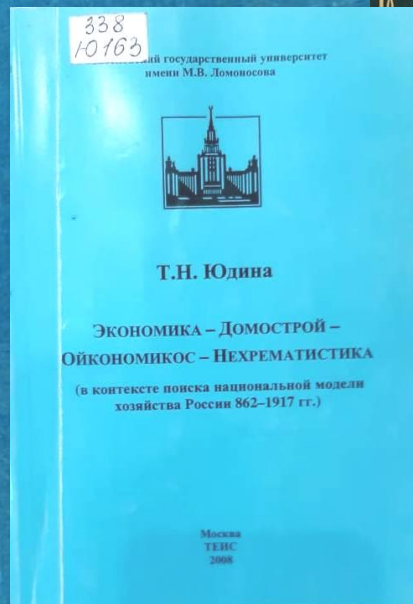 338
Ю163
государственный университет
имени М.В. Ломоносова
Т.Н. Юдина
ЭКОНОМИКА – ДОМОСТРОЙ –
ОЙКОНОМИКОС – НЕХРЕМАТИСТИКА
(в контексте поиска национальной модели
хозяйства России 862–1917 гг.)
Москва
ТЕИС
2008